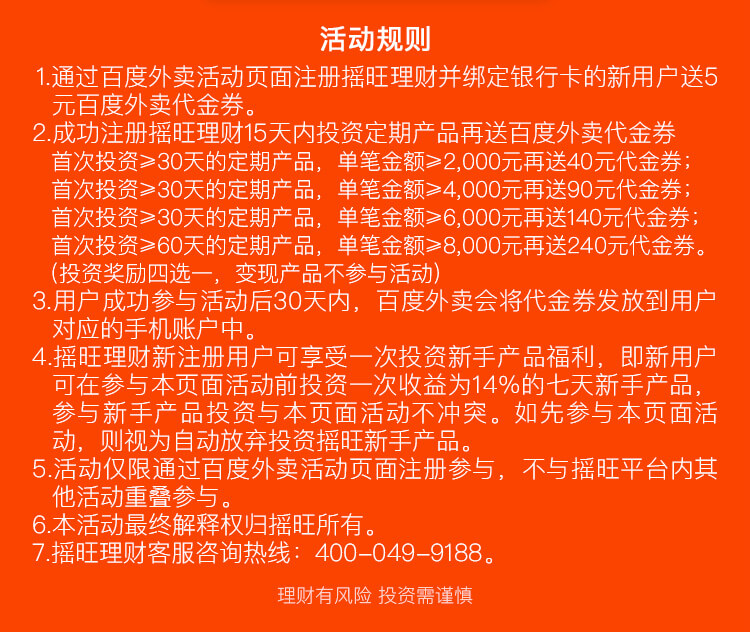 活动规则
1.通过百度外卖活动页面注册摇旺理财并绑定银行卡的新用户送5
元百度外卖代金券。
2.成功注册摇旺理财15天内投资定期产品再送百度外卖代金券
首次投资≥30天的定期产品，单笔金额≥2,000元再送40元代金券；
首次投资≥30天的定期产品，单笔金额≥4,000元再送90元代金券；
首次投资≥30天的定期产品，单笔金额≥6,000元再送140元代金券；
首次投资≥60天的定期产品，单笔金额≥8,000元再送240元代金券。
(投资奖励四选一，变现产品不参与活动)
3.用户成功参与活动后30天内，百度外卖会将代金券发放到用户
对应的手机账户中。
4.摇旺理财新注册用户可享受一次投资新手产品福利，即新用户
可在参与本页面活动前投资一次收益为14%的七天新手产品，
参与新手产品投资与本页面活动不冲突。如先参与本页面活
动，则视为自动放弃投资摇旺新手产品。
5.活动仅限通过百度外卖活动页面注册参与，不与摇旺平台内其
他活动重叠参与。
6.本活动最终解释权归摇旺所有。
7.摇旺理财客服咨询热线：400-049-9188。
理财有风险 投资需谨慎